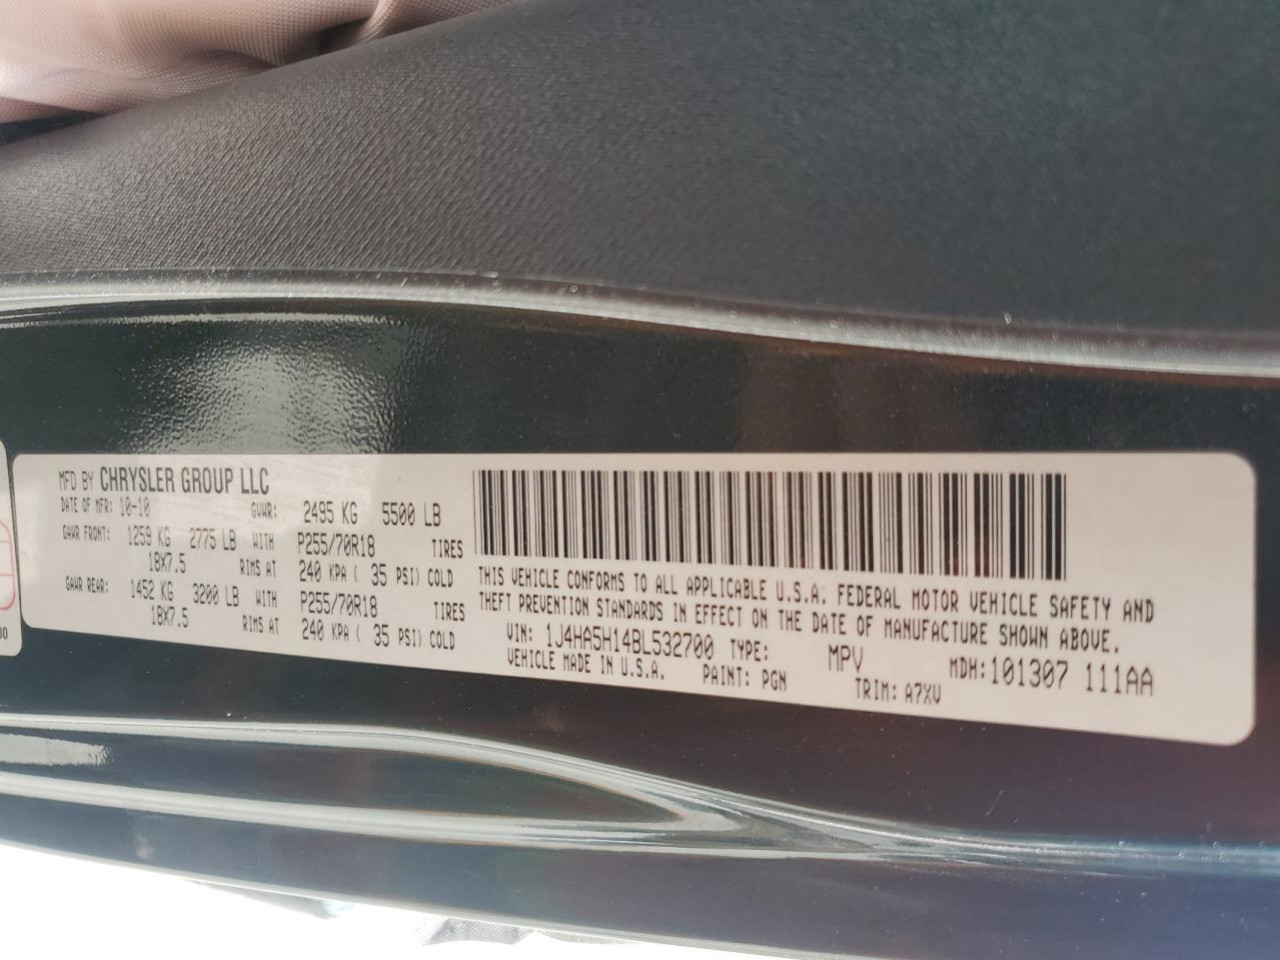 MFD BY CHRYSLER GROUP LLC
DATE OF MFR: 10-10 GVWR: 2495 KG 5500 LB
GAWR FRONT: 1259 KG 2775 LB WITH P255/70R18 TIRES
18X7.5 RIMS AT 240 KPA ( 35 PSI) COLD
GAWR REAR: 1452 KG 3200 LB WITH P255/70R18 TIRES
18X7.5 RIMS AT 240 KPA ( 35 PSI) COLD
THIS VEHICLE CONFORMS TO ALL APPLICABLE U.S.A. FEDERAL MOTOR VEHICLE SAFETY AND
THEFT PREVENTION STANDARDS IN EFFECT ON THE DATE OF MANUFACTURE SHOWN ABOVE.
VIN: 1J4HA5H14BL532700 TYPE: MPV MDH:101307 111AA
VEHICLE MADE IN U.S.A. PAINT: PGN TRIM: A7XV